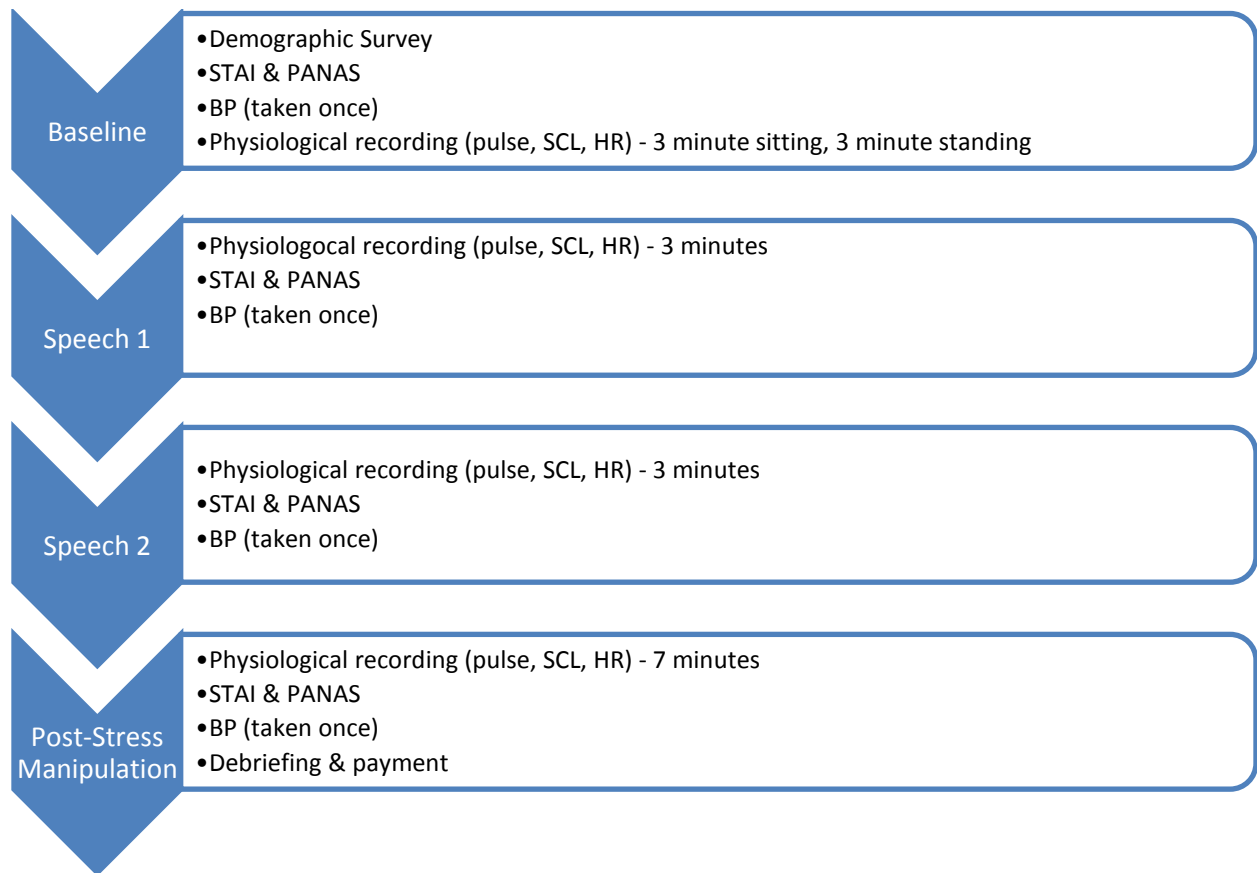 Baseline
•Demographic Survey
•STAI & PANAS
•BP (taken once)
•Physiological recording (pulse, SCL, HR) - 3 minute sitting, 3 minute standing
Speech 1
•Physiologocal recording (pulse, SCL, HR) - 3 minutes
•STAI & PANAS
•BP (taken once)
Speech 2
•Physiological recording (pulse, SCL, HR) - 3 minutes
•STAI & PANAS
•BP (taken once)
Post-Stress
Manipulation
•Physiological recording (pulse, SCL, HR) - 7 minutes
•STAI & PANAS
•BP (taken once)
•Debriefing & payment